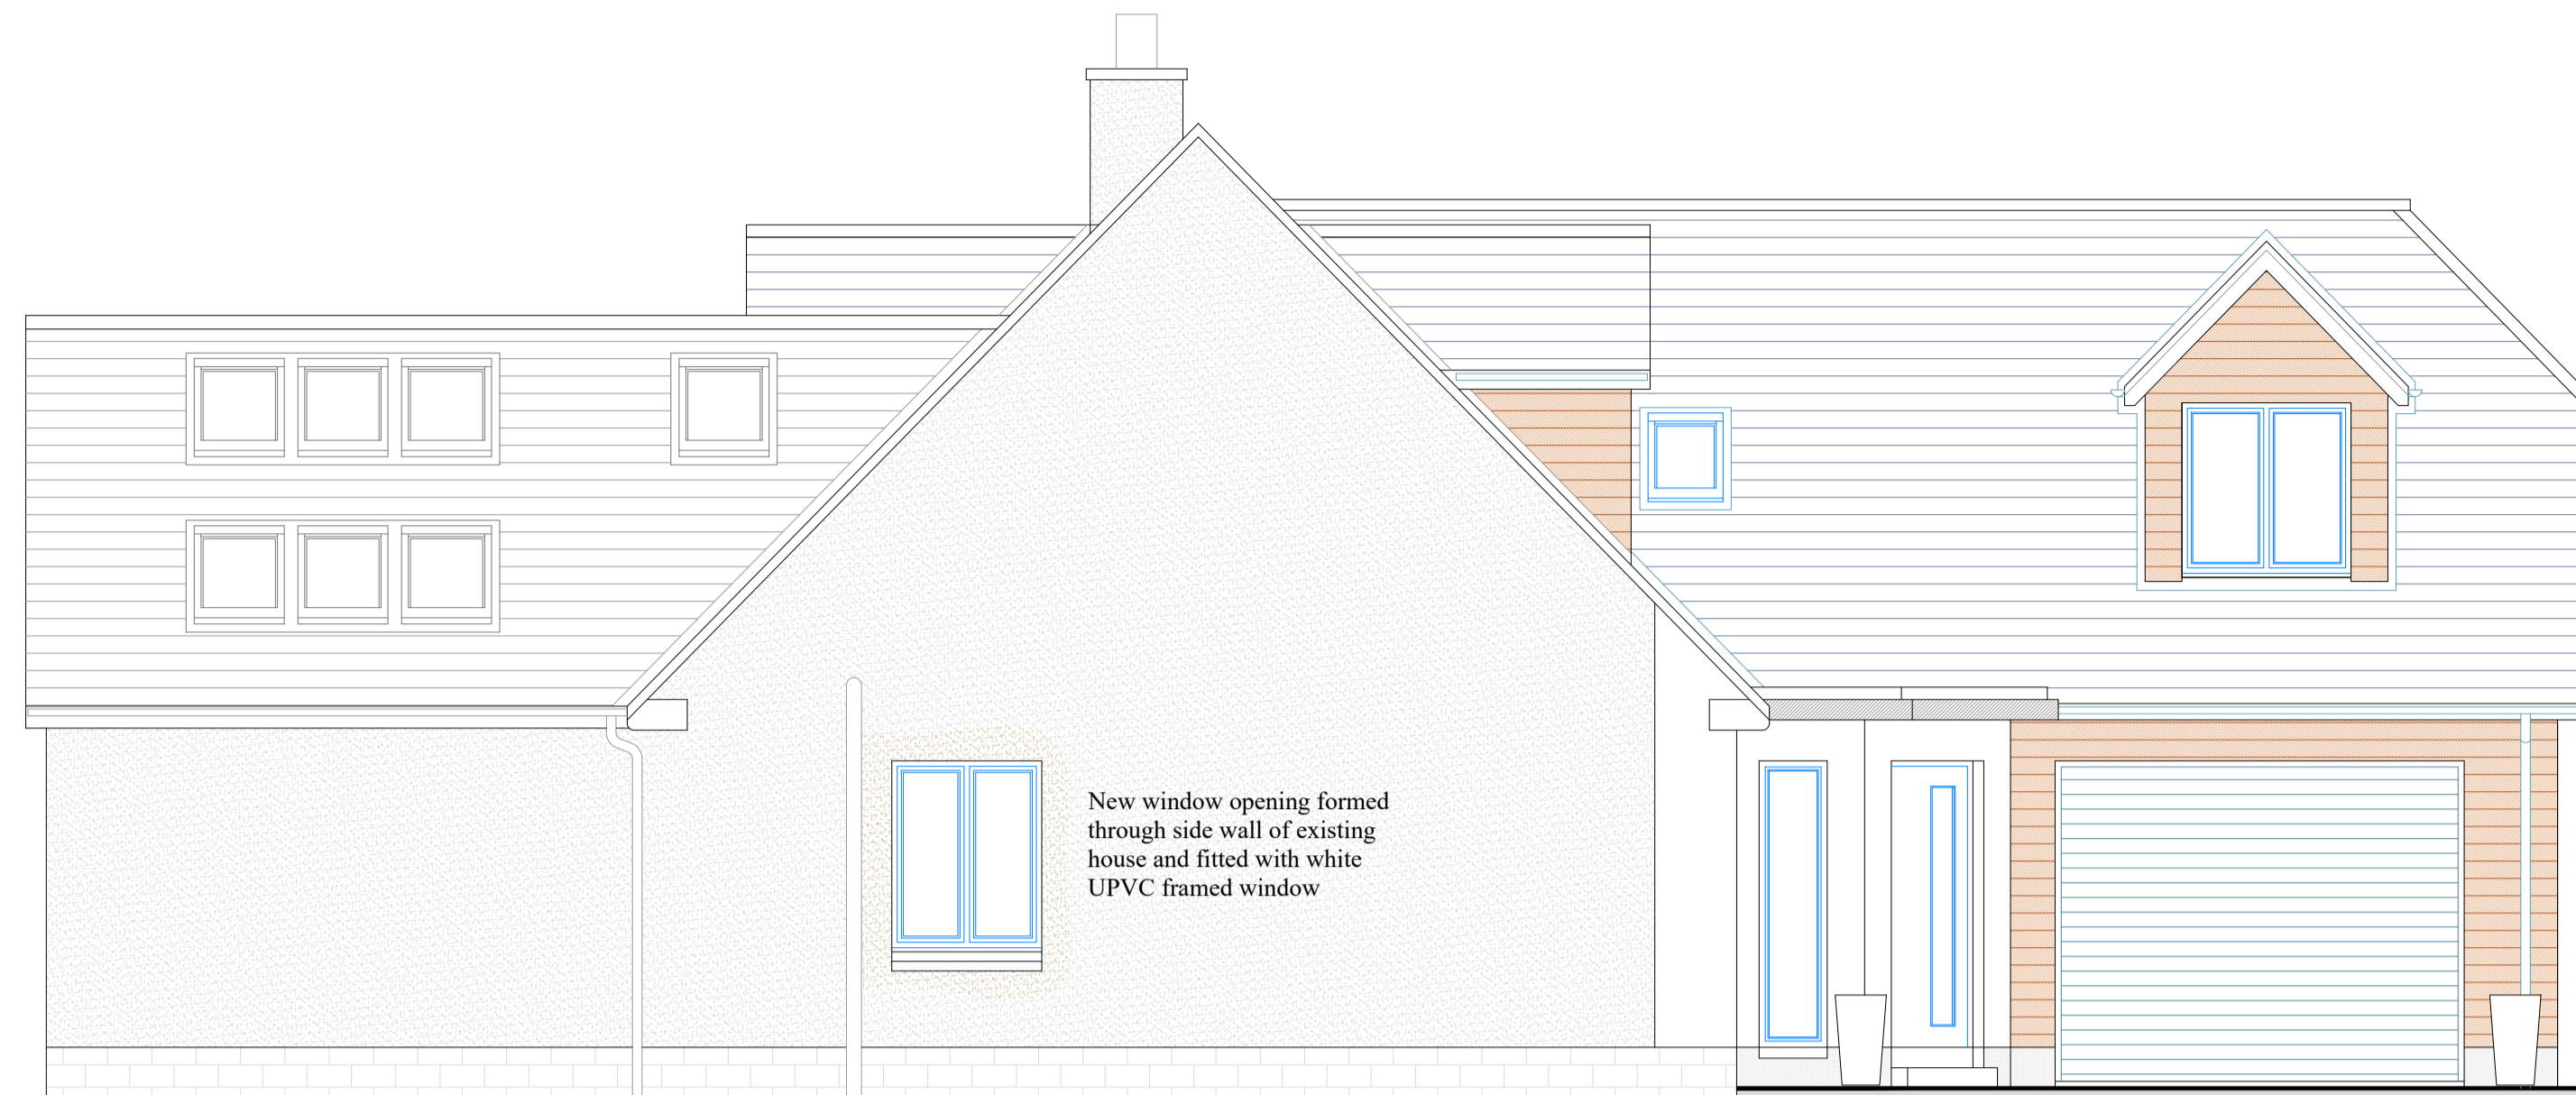 New window opening formed
through side wall of existing
house and fitted with white
UPVC framed window